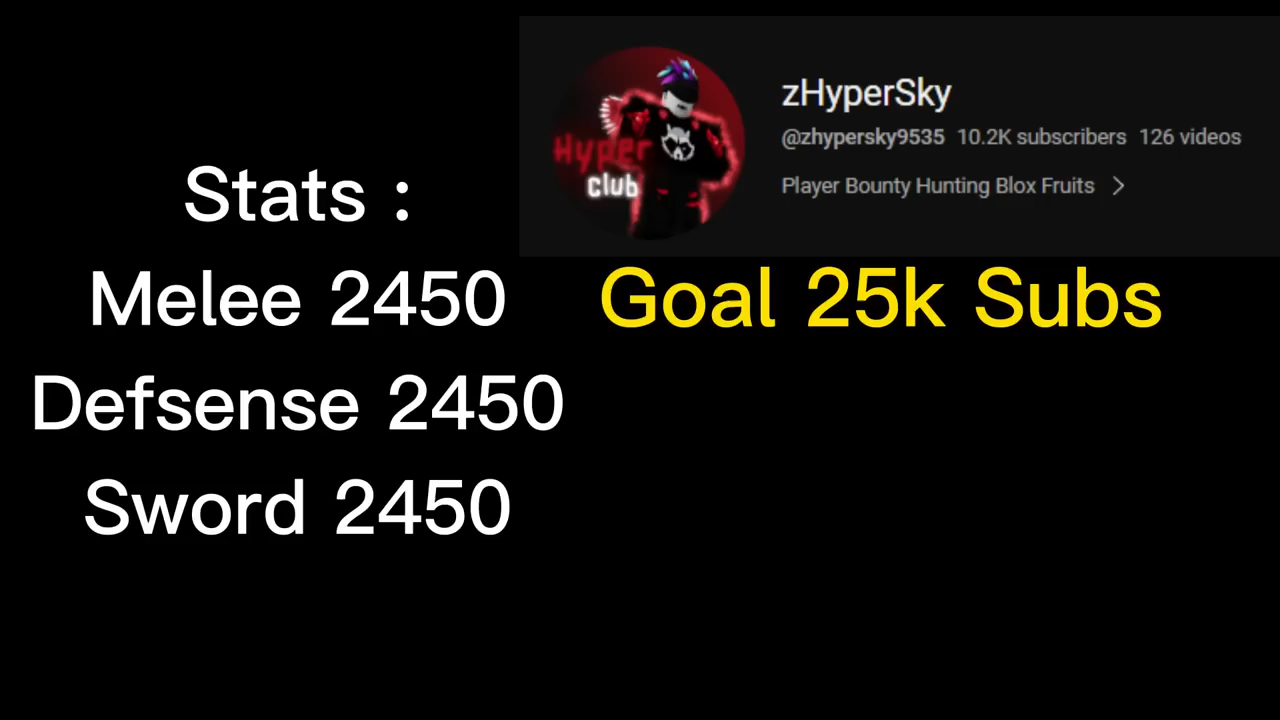 zHyperSky
@zhypersky9535 10.2K subscribers 126 videos
Player Bounty Hunting Blox Fruits
Hyper
club
Stats :
Melee 2450
Goal 25k Subs
Defsense 2450
Sword 2450